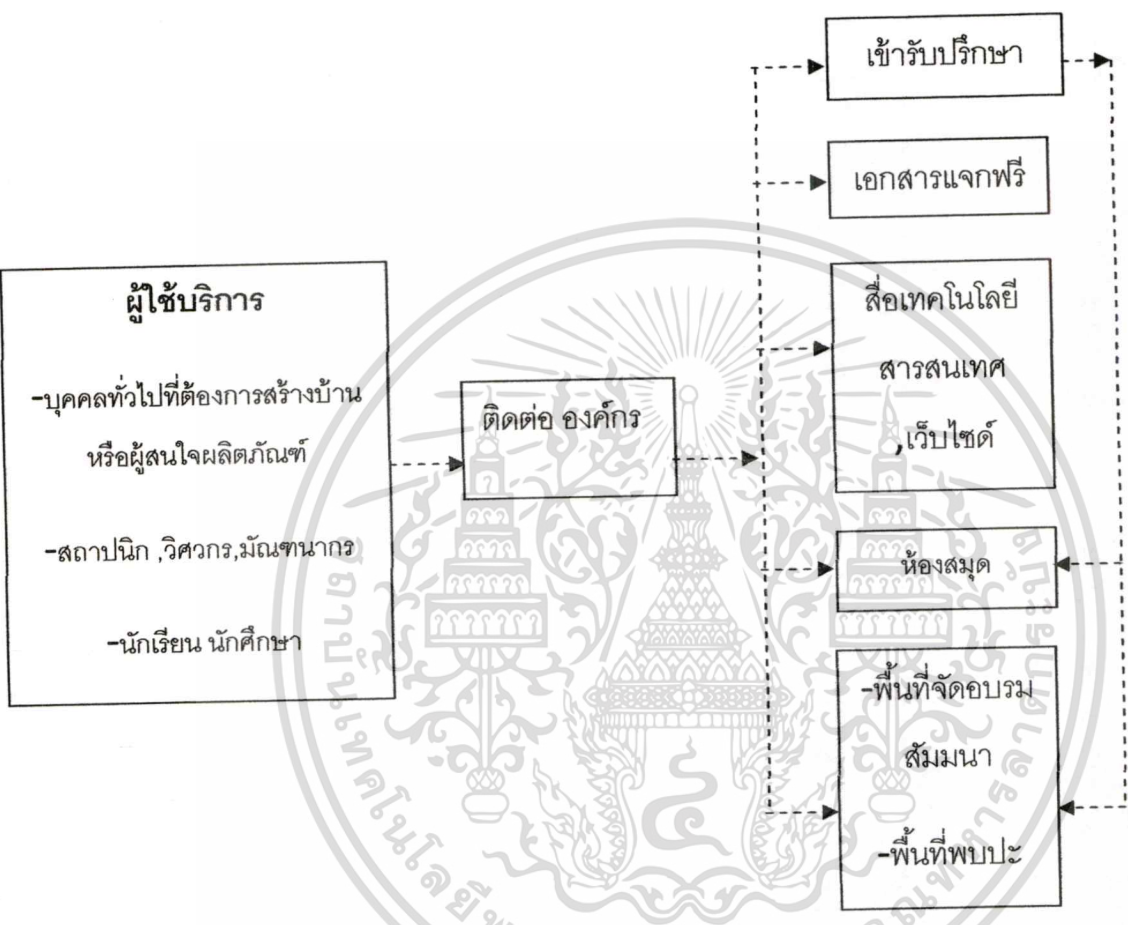 ผู้ใช้บริการ
-บุคคลทั่วไปที่ต้องการสร้างบ้าน
หรือผู้สนใจผลิตภัณฑ์
-สถาปนิก ,วิศวกร,มัณฑนากร
-นักเรียน นักศึกษา
ติดต่อ องค์กร
เข้ารับปรึกษา
เอกสารแจกฟรี
สื่อเทคโนโลยี
สารสนเทศ
,เว็บไซด์
ห้องสมุด
-พื้นที่จัดอบรม
สัมมนา
-พื้นที่พบปะ